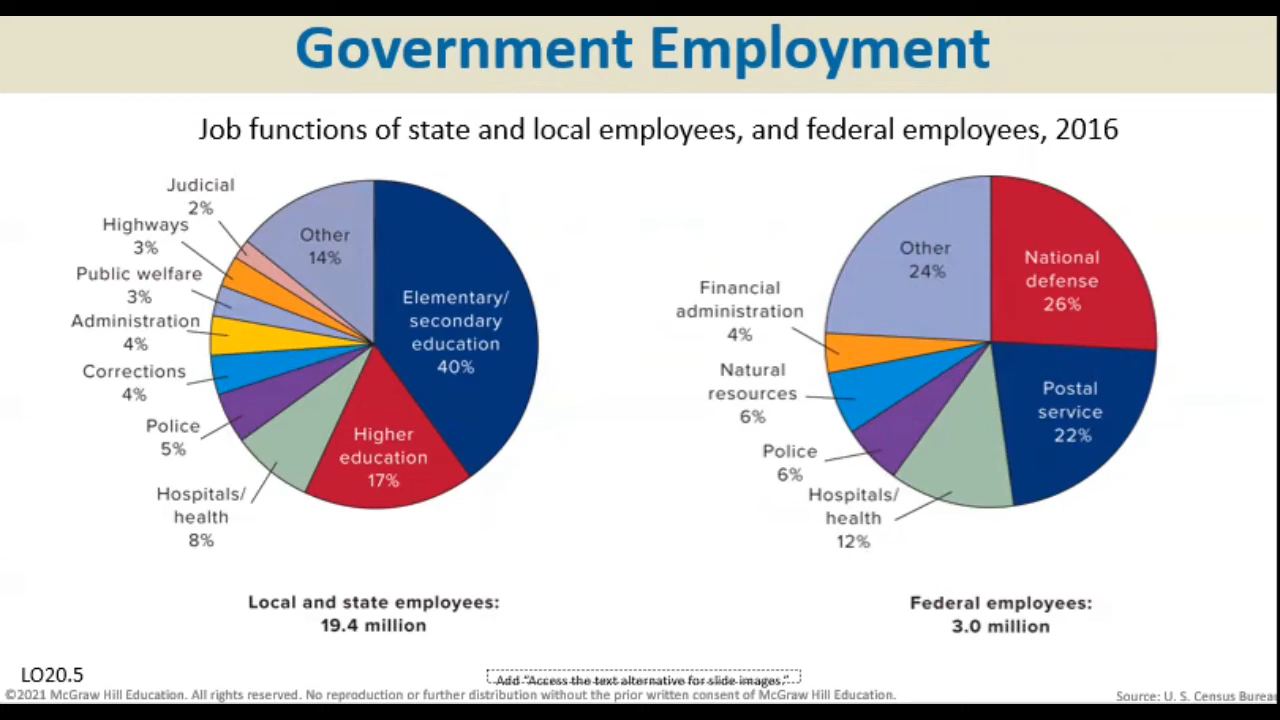 Government Employment
Job functions of state and local employees, and federal employees, 2016
Judicial
2%
Highways
3%
Public welfare
3%
Administration
4%
Corrections
4%
Police
5%
Hospitals/
health
8%
Other
14%
Elementary/
secondary
education
40%
Higher
education
17%
Local and state employees:
19.4 million
Other
24%
National
defense
26%
Financial
administration
4%
Natural
resources
6%
Police
6%
Hospitals/
health
12%
Postal
service
22%
Federal employees:
3.0 million
LO20.5
Add “Access the text alternative for slide images.”
©2021 McGraw Hill Education. All rights reserved. No reproduction or further distribution without the prior written consent of McGraw Hill Education.
Source: U. S. Census Burea